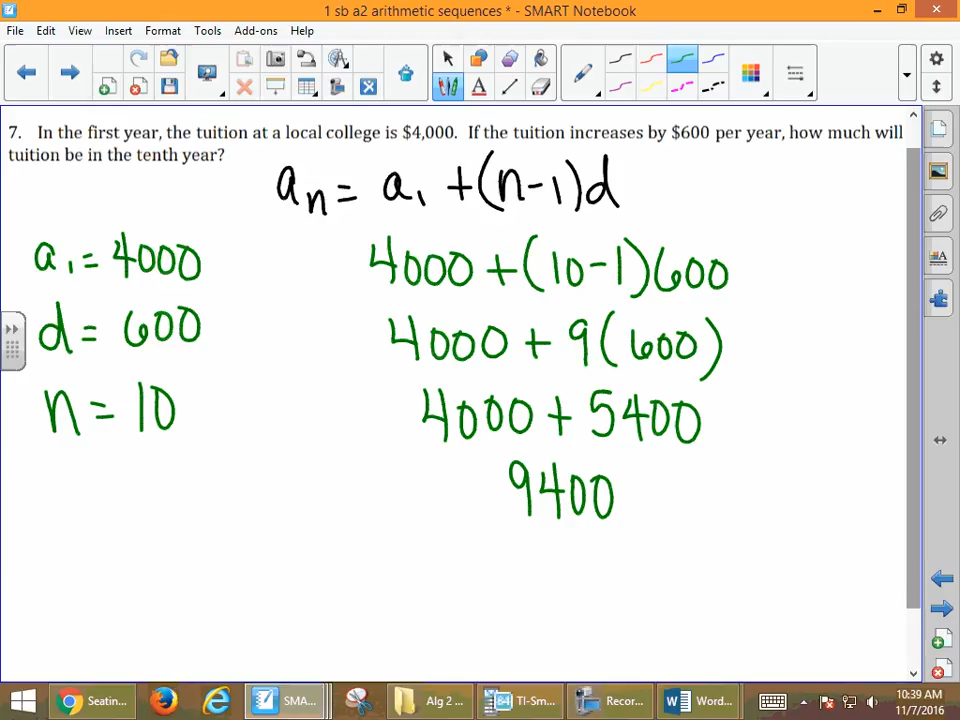 1 sb a2 arithmetic sequences * - SMART Notebook
File Edit View Insert Format Tools Add-ons Help
7. In the first year, the tuition at a local college is $4,000. If the tuition increases by $600 per year, how much will
tuition be in the tenth year?
aₙ = a₁ + (n-1)d
a₁ = 4000
4000 + (10-1)600
d = 600
4000 + 9(600)
n = 10
4000 + 5400
9400
Seatin... SMA... Alg 2 ... TI-Sm... Recor... Word...
10:39 AM
11/7/2016